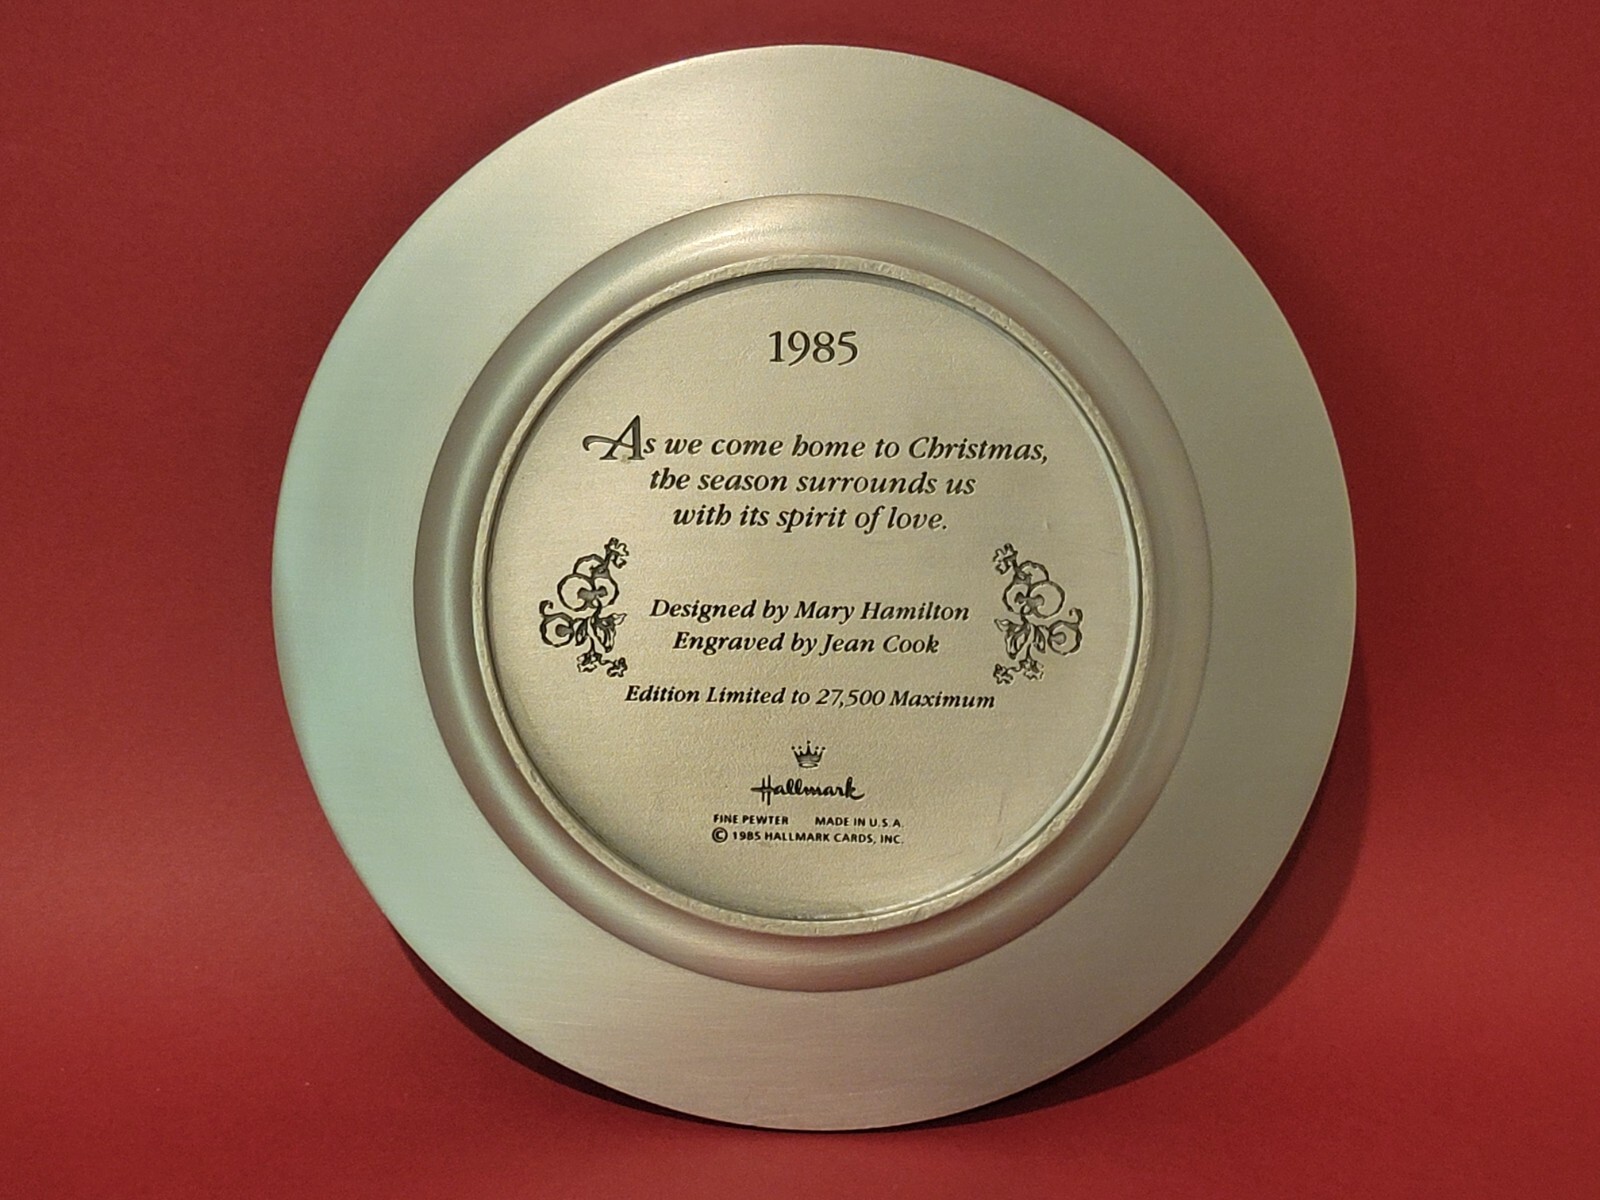 1985
As we come home to Christmas,
the season surrounds us
with its spirit of love.
Designed by Mary Hamilton
Engraved by Jean Cook
Edition Limited to 27,500 Maximum
Hallmark
FINE PEWTER MADE IN U.S.A.
© 1985 HALLMARK CARDS, INC.